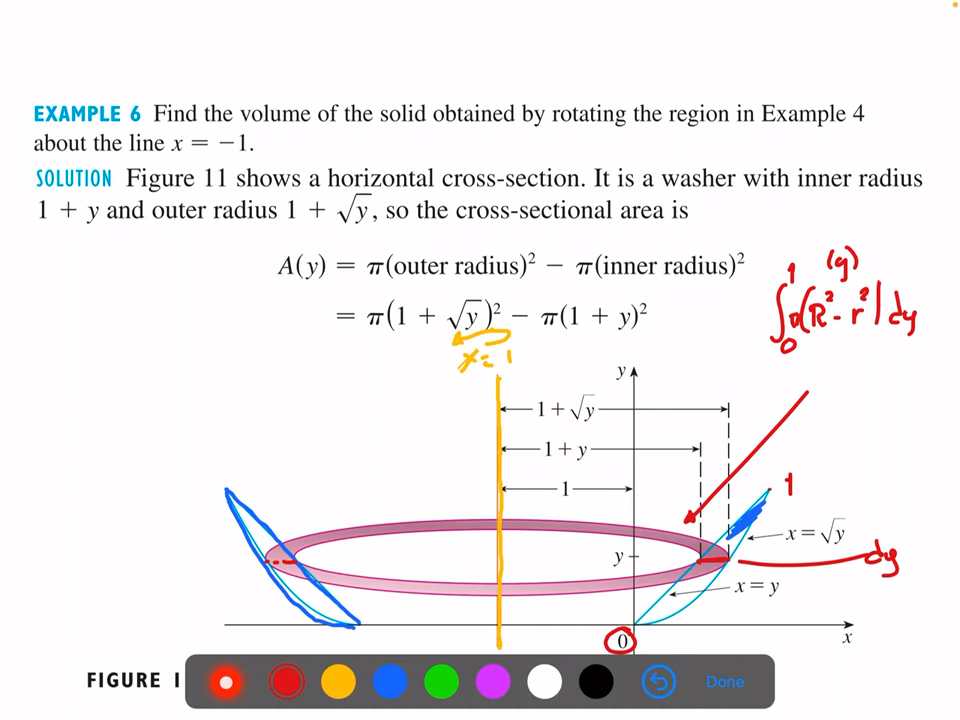 EXAMPLE 6 Find the volume of the solid obtained by rotating the region in Example 4
about the line x = −1.
SOLUTION Figure 11 shows a horizontal cross-section. It is a washer with inner radius
1 + y and outer radius 1 + √y, so the cross-sectional area is
A(y) = π(outer radius)² − π(inner radius)²
= π(1 + √y)² − π(1 + y)²
1 (y)
∫ (R² - r²) dy
0
x = 1
y
1 + √y
1 + y
1
1
x = √y
y
dy
x = y
0
x
FIGURE 1
Done